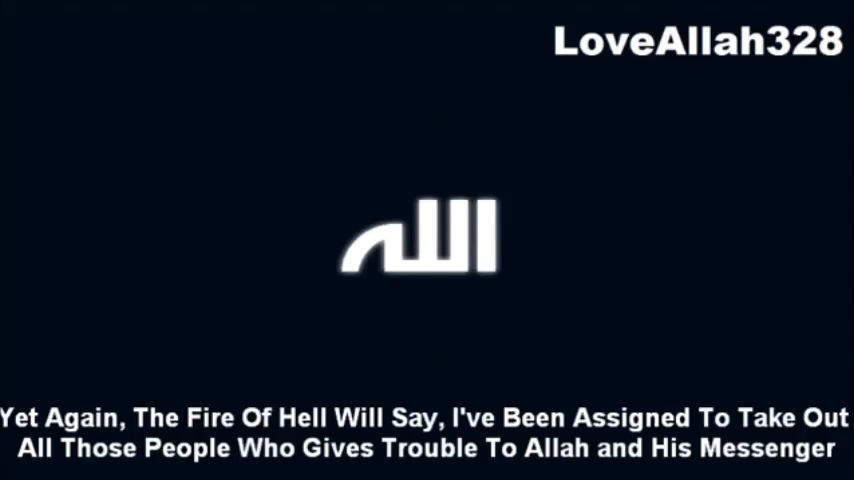 LoveAllah328
الله
Yet Again, The Fire Of Hell Will Say, I've Been Assigned To Take Out
All Those People Who Gives Trouble To Allah and His Messenger